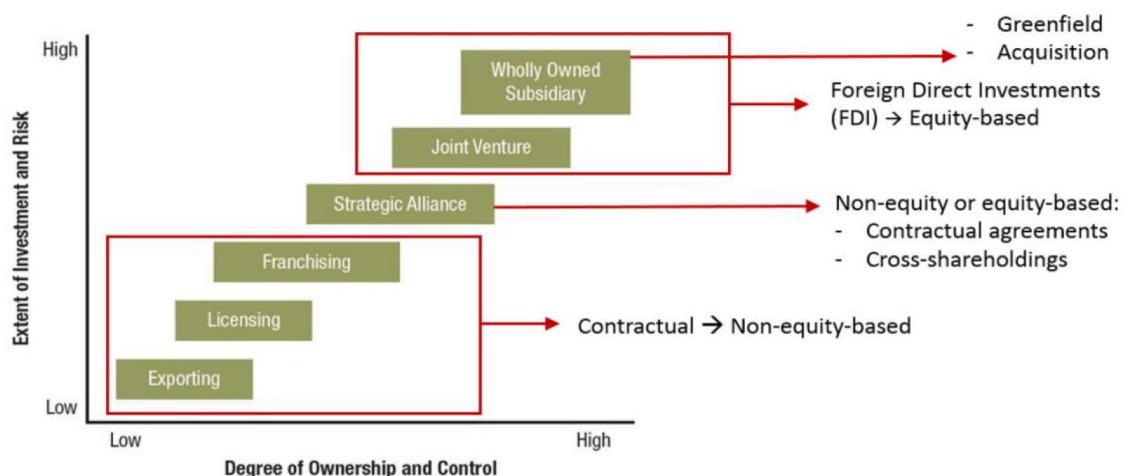 High
Extent of Investment and Risk
Low
Wholly Owned
Subsidiary
Joint Venture
Strategic Alliance
Franchising
Licensing
Exporting
Low
High
Degree of Ownership and Control
- Greenfield
- Acquisition
Foreign Direct Investments
(FDI) → Equity-based
Non-equity or equity-based:
- Contractual agreements
- Cross-shareholdings
Contractual → Non-equity-based